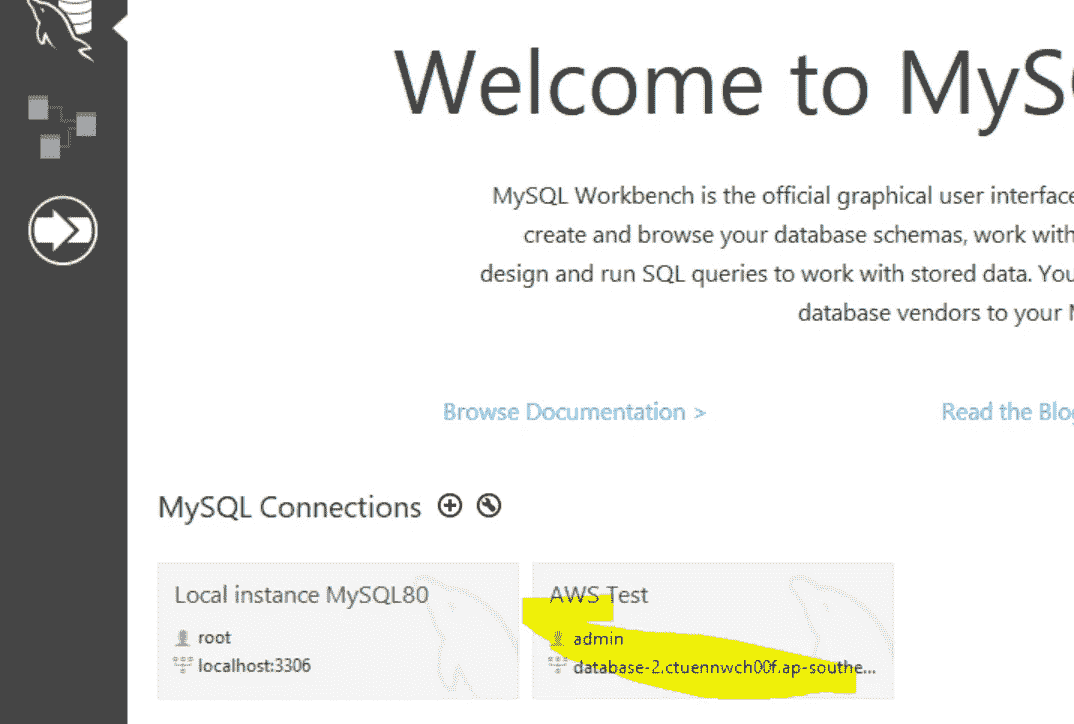 Welcome to MyS
MySQL Workbench is the official graphical user interface
create and browse your database schemas, work with
design and run SQL queries to work with stored data. You
database vendors to your
Browse Documentation >
Read the Blog
MySQL Connections
Local instance MySQL80
root
localhost:3306
AWS Test
admin
database-2.ctuennwch00f.ap-southe...